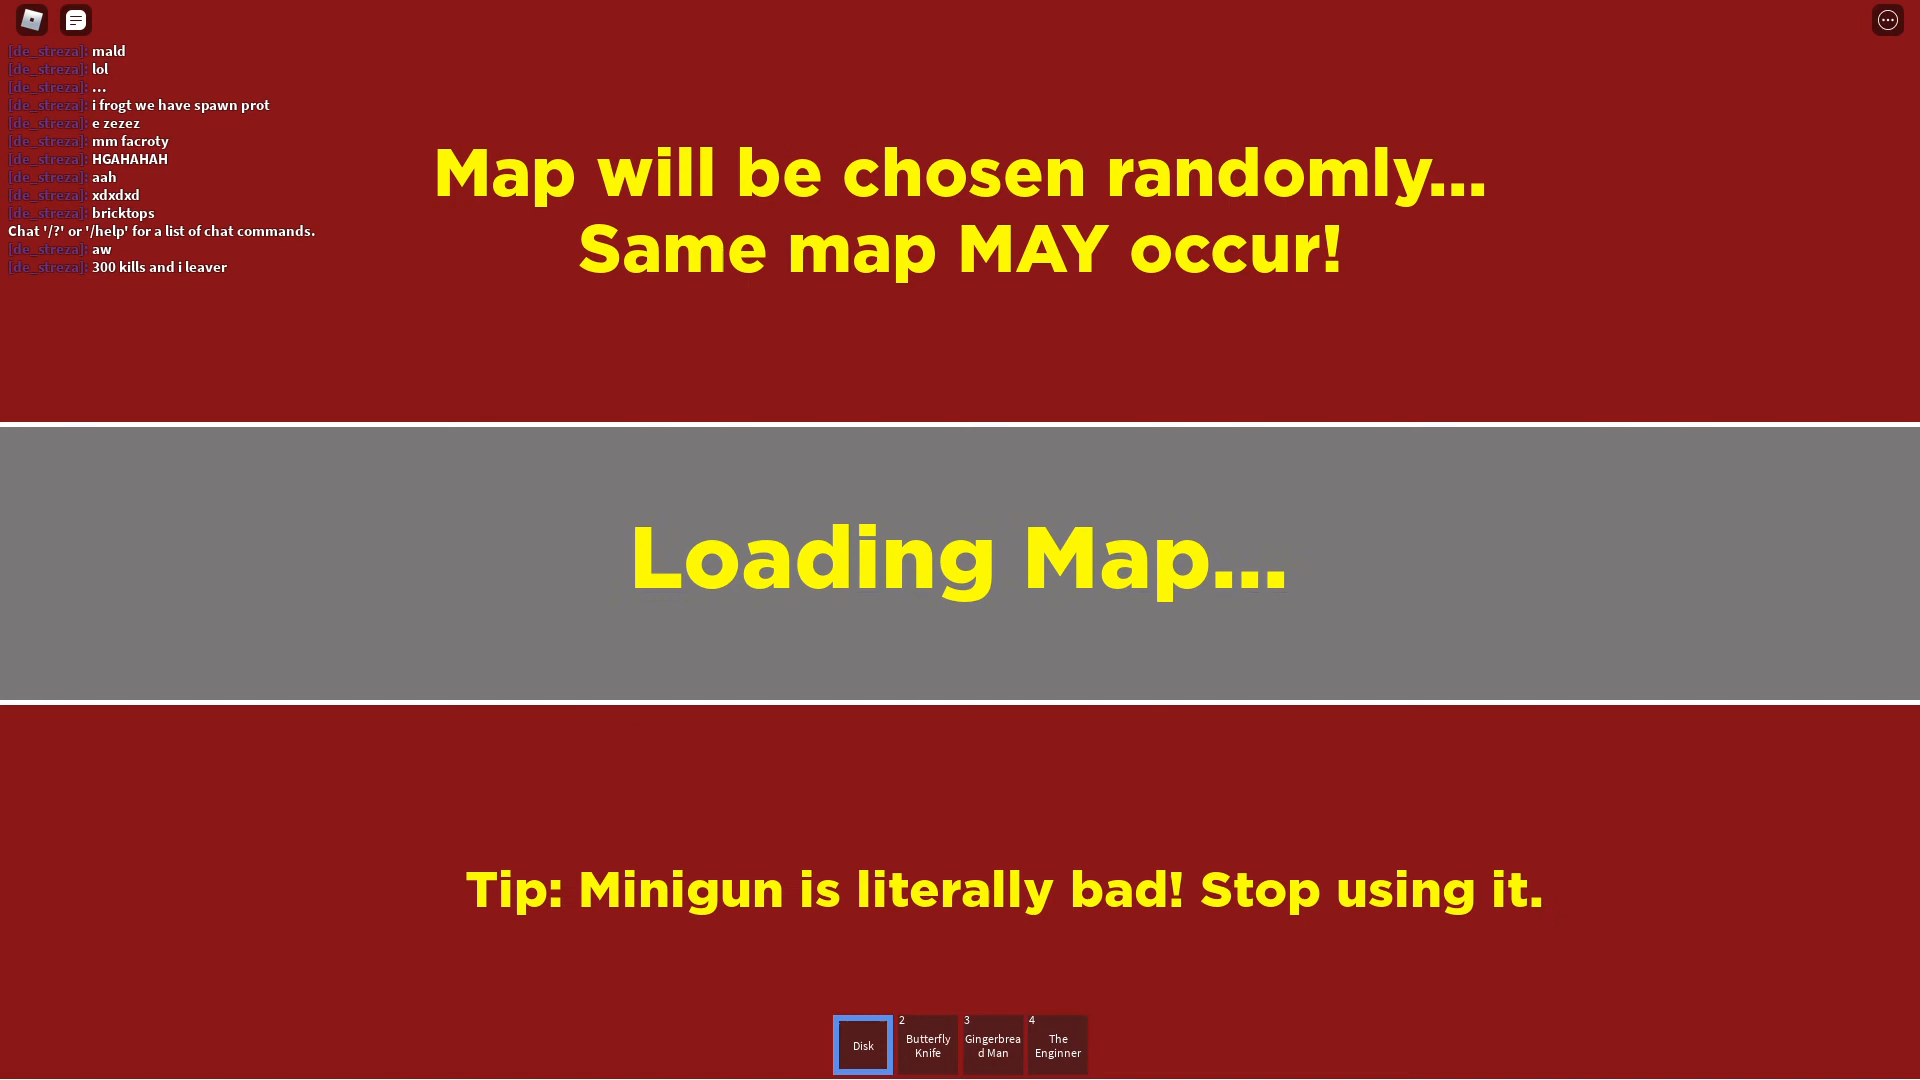 [de_streza]: mald
[de_streza]: lol
[de_streza]: ...
[de_streza]: i frogt we have spawn prot
[de_streza]: e zezez
[de_streza]: mm facroty
[de_streza]: HGAHAHAH
[de_streza]: aah
[de_streza]: xdxdxd
[de_streza]: bricktops
Chat '/?' or '/help' for a list of chat commands.
[de_streza]: aw
[de_streza]: 300 kills and i leaver
Map will be chosen randomly...
Same map MAY occur!
Loading Map...
Tip: Minigun is literally bad! Stop using it.
Disk
2
Butterfly
Knife
3
Gingerbrea
d Man
4
The
Enginner